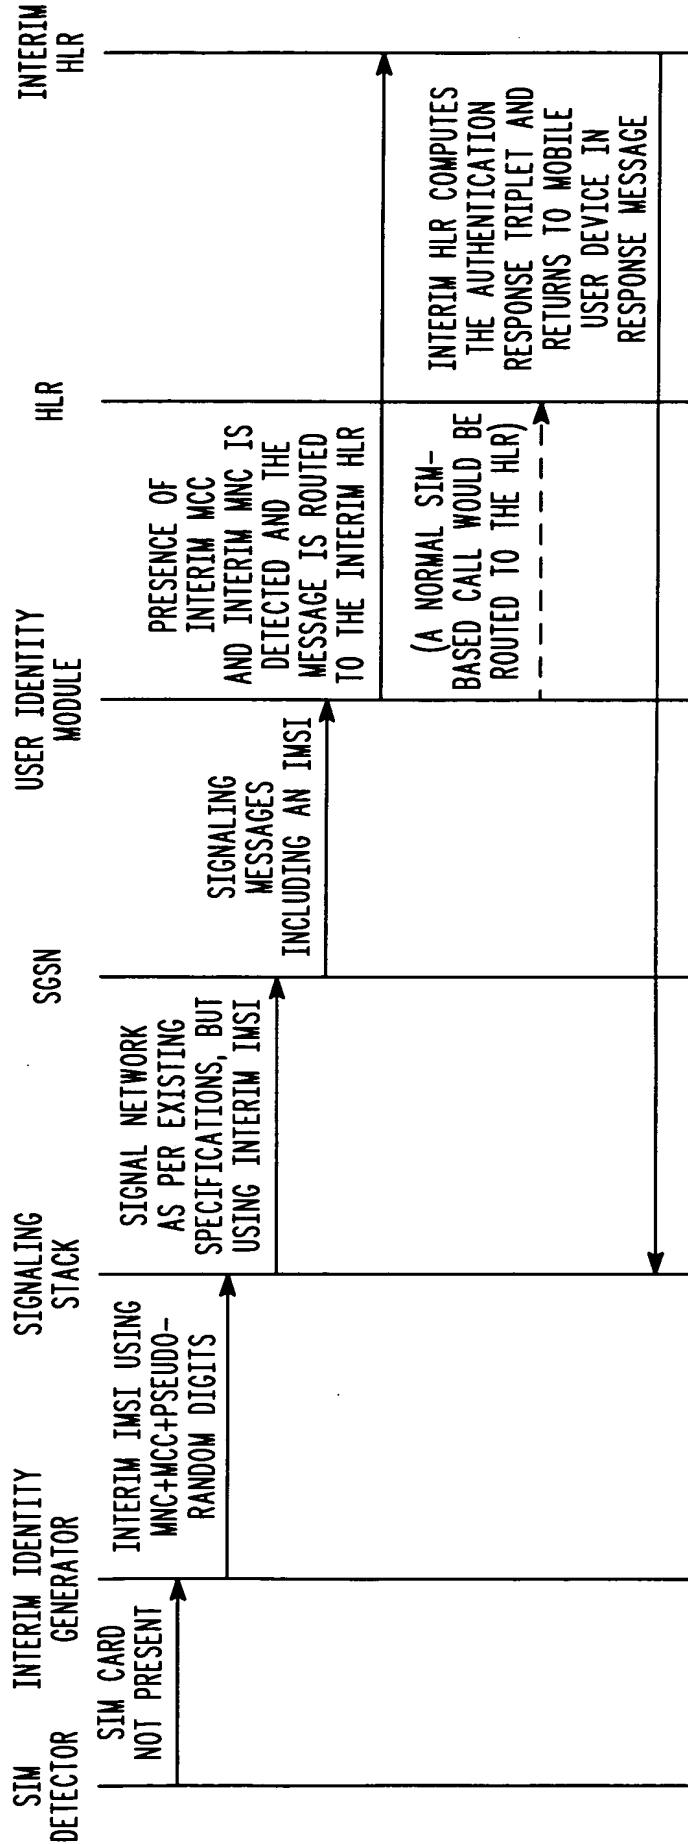 SIM
DETECTOR
INTERIM IDENTITY
GENERATOR
SIGNALING
STACK
SGSN
USER IDENTITY
MODULE
HLR
INTERIM
HLR
SIM CARD
NOT PRESENT
INTERIM IMSI USING
MNC+MCC+PSEUDO-
RANDOM DIGITS
SIGNAL NETWORK
AS PER EXISTING
SPECIFICATIONS, BUT
USING INTERIM IMSI
SIGNALING
MESSAGES
INCLUDING AN IMSI
PRESENCE OF
INTERIM MCC
AND INTERIM MNC IS
DETECTED AND THE
MESSAGE IS ROUTED
TO THE INTERIM HLR
(A NORMAL SIM-
BASED CALL WOULD BE
ROUTED TO THE HLR)
INTERIM HLR COMPUTES
THE AUTHENTICATION
RESPONSE TRIPLET AND
RETURNS TO MOBILE
USER DEVICE IN
RESPONSE MESSAGE